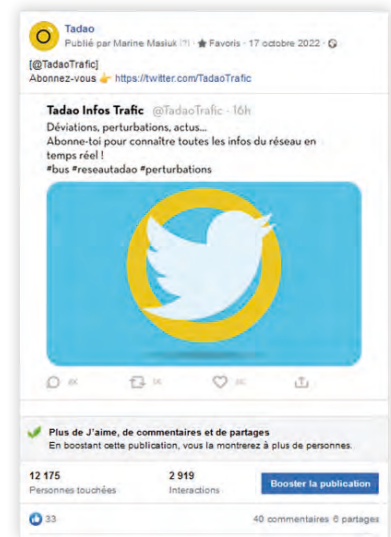 Tadao
Publié par Marine Masiuk · Favoris · 17 octobre 2022 ·
[@TadaoTrafic]
Abonnez-vous 👉 https://twitter.com/TadaoTrafic
Tadao Infos Trafic @TadaoTrafic · 16h
Déviations, perturbations, actus...
Abonne-toi pour connaître toutes les infos du réseau en
temps réel !
#bus #reseautadao #perturbations
Plus de J'aime, de commentaires et de partages
En boostant cette publication, vous la montrerez à plus de personnes.
12 175 2 919 Booster la publication
Personnes touchées Interactions
33 40 commentaires 6 partages